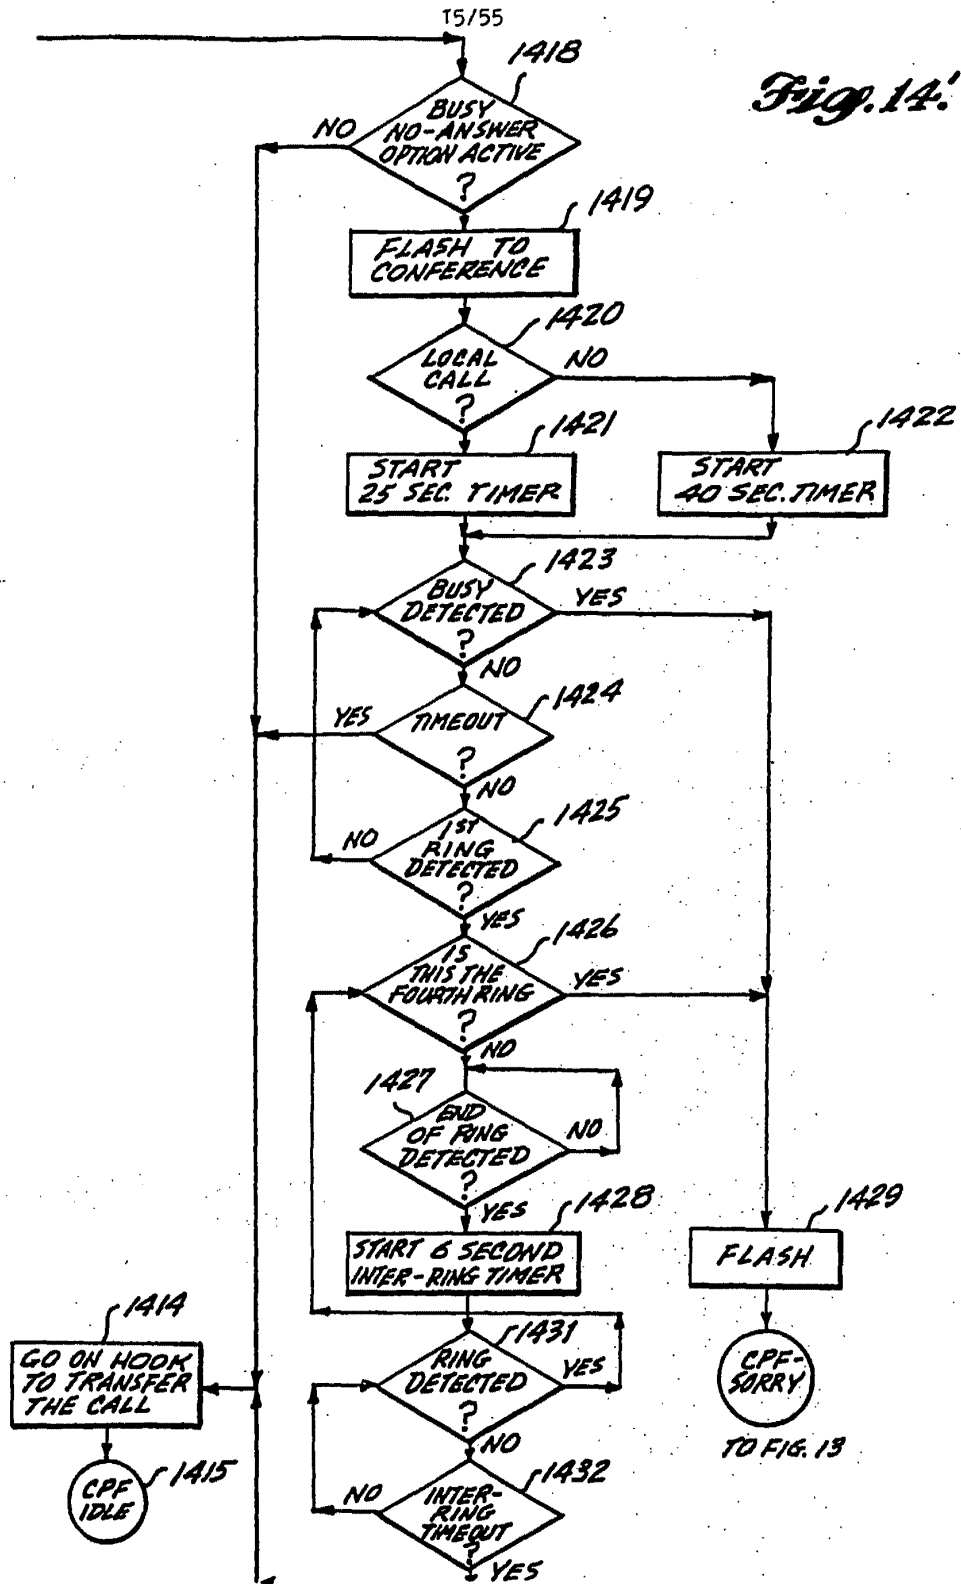 15/55
Fig. 14.'
1418
BUSY
NO-ANSWER
OPTION ACTIVE
?
NO
1419
FLASH TO
CONFERENCE
1420
LOCAL
CALL
?
NO
1421
START
25 SEC. TIMER
1422
START
40 SEC. TIMER
1423
BUSY
DETECTED
?
YES
NO
1424
TIMEOUT
?
YES
NO
1425
1ST
RING
DETECTED
?
NO
YES
1426
IS
THIS THE
FOURTH RING
?
YES
NO
1427
END
OF RING
DETECTED
?
NO
YES
1428
START 6 SECOND
INTER-RING TIMER
1429
FLASH
1414
GO ON HOOK
TO TRANSFER
THE CALL
1431
RING
DETECTED
?
YES
NO
CPF-
SORRY
TO FIG. 13
1415
CPF
IDLE
1432
INTER-
RING
TIMEOUT
?
NO
YES